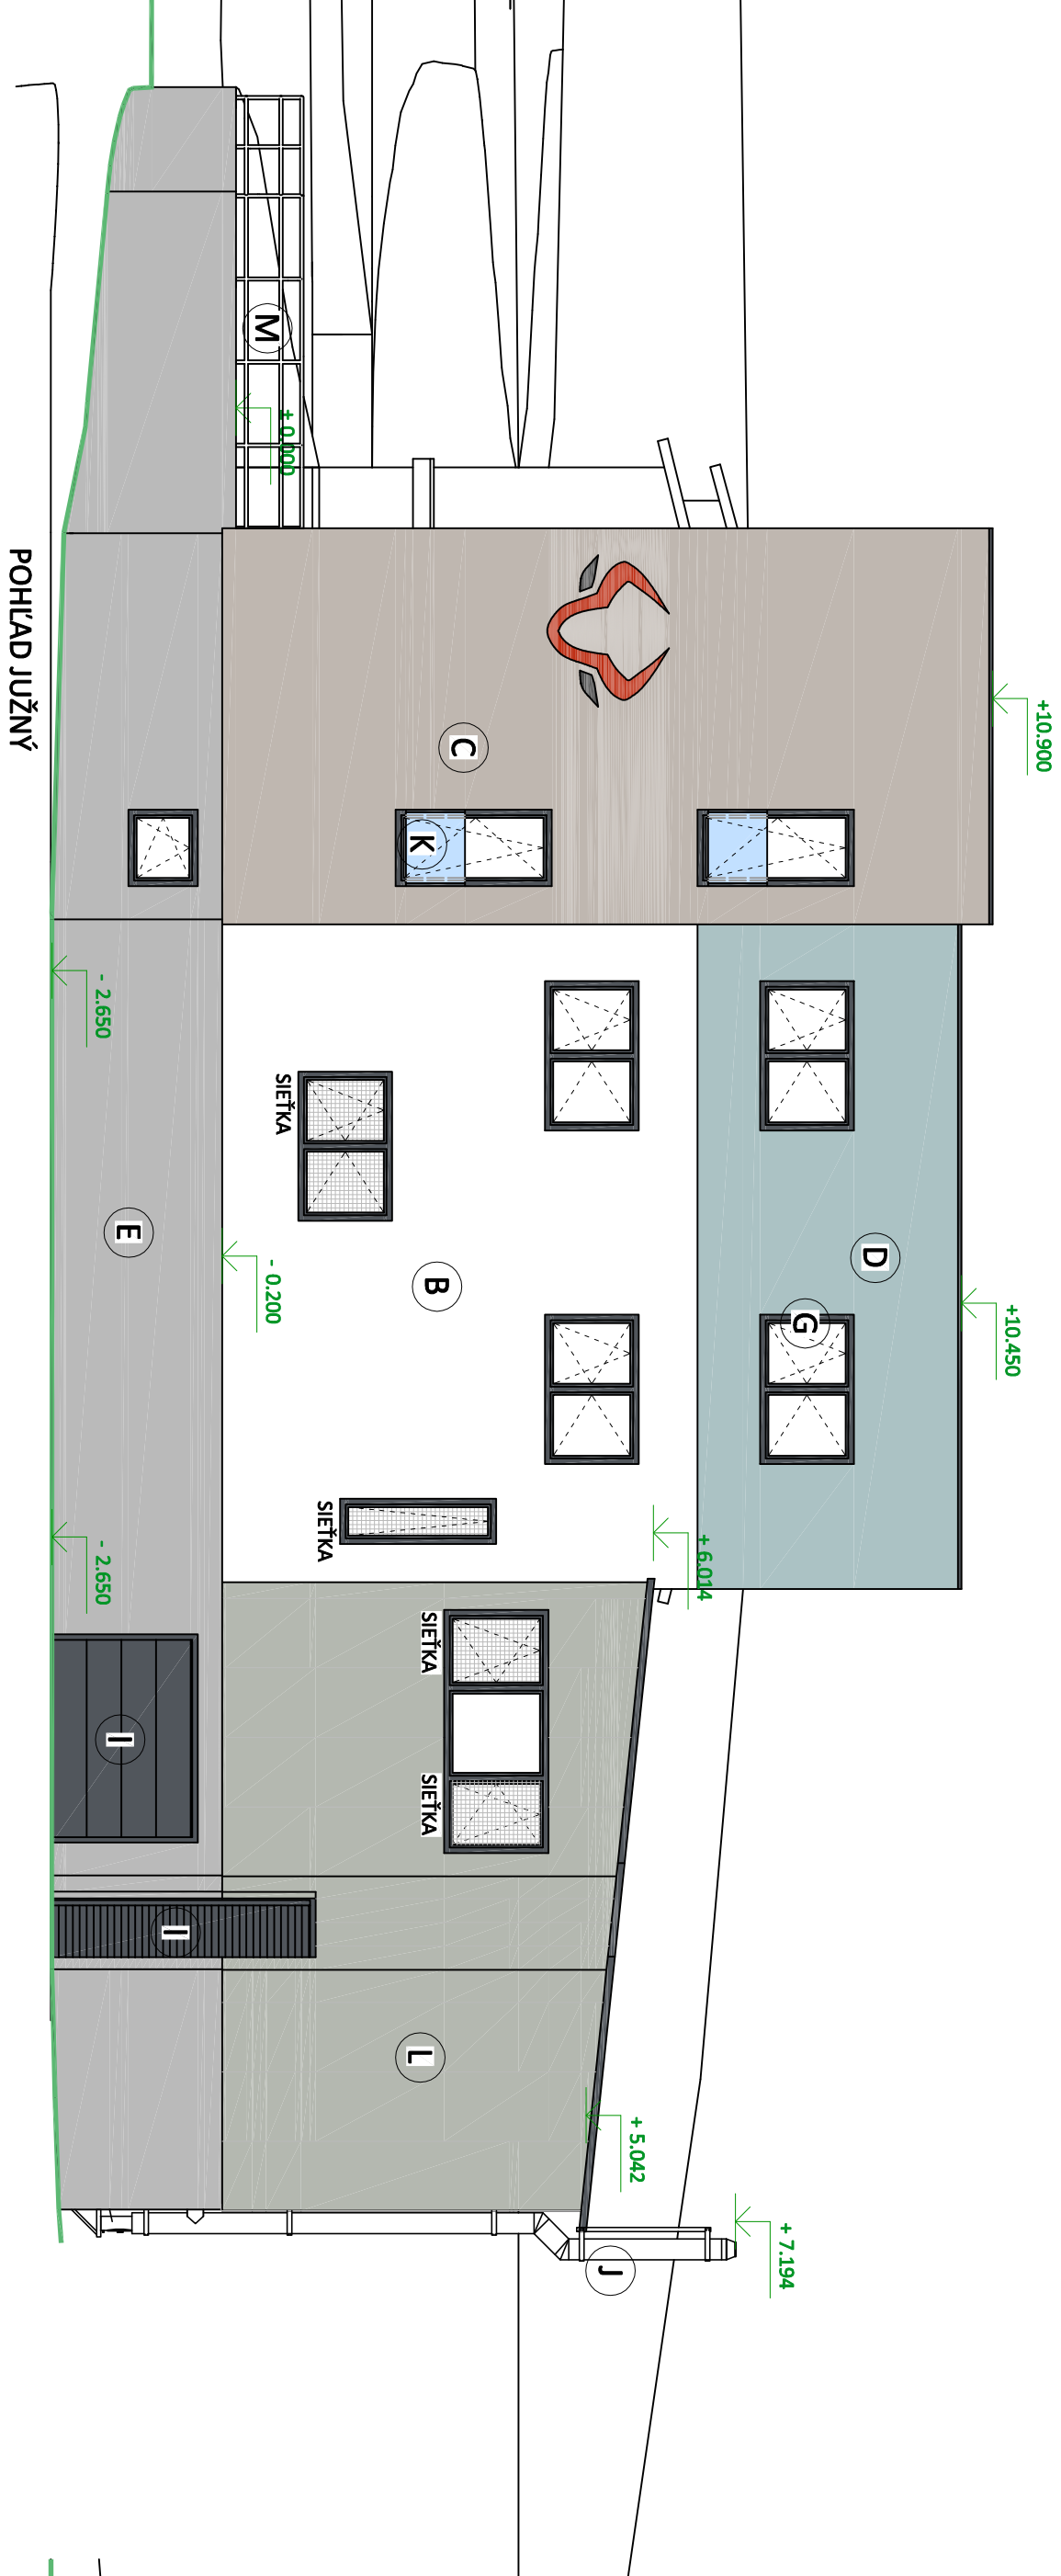 +10.900
+10.450
+ 7.194
+ 6.014
+ 5.042
D
G
C
K
B
L
J
SIEŤKA
SIEŤKA
SIEŤKA
SIEŤKA
M
+ 0.000
- 0.200
E
I
I
- 2.650
- 2.650
POHĽAD JUŽNÝ